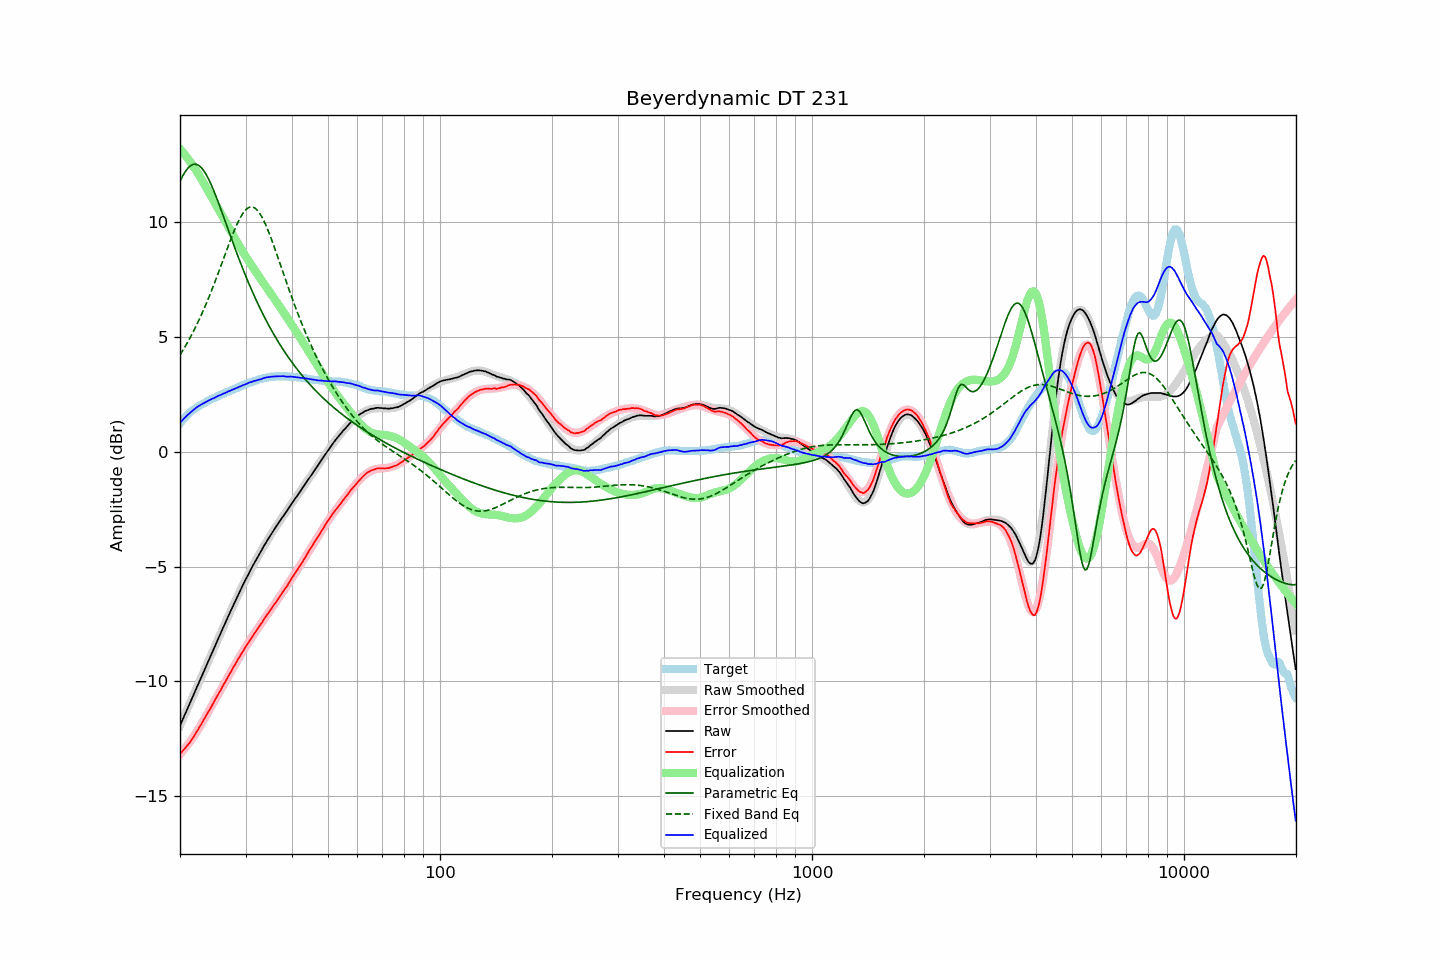 Beyerdynamic DT 231
Amplitude (dBr)
10
5
0
−5
−10
−15
100
1000
10000
Frequency (Hz)
Target
Raw Smoothed
Error Smoothed
Raw
Error
Equalization
Parametric Eq
Fixed Band Eq
Equalized